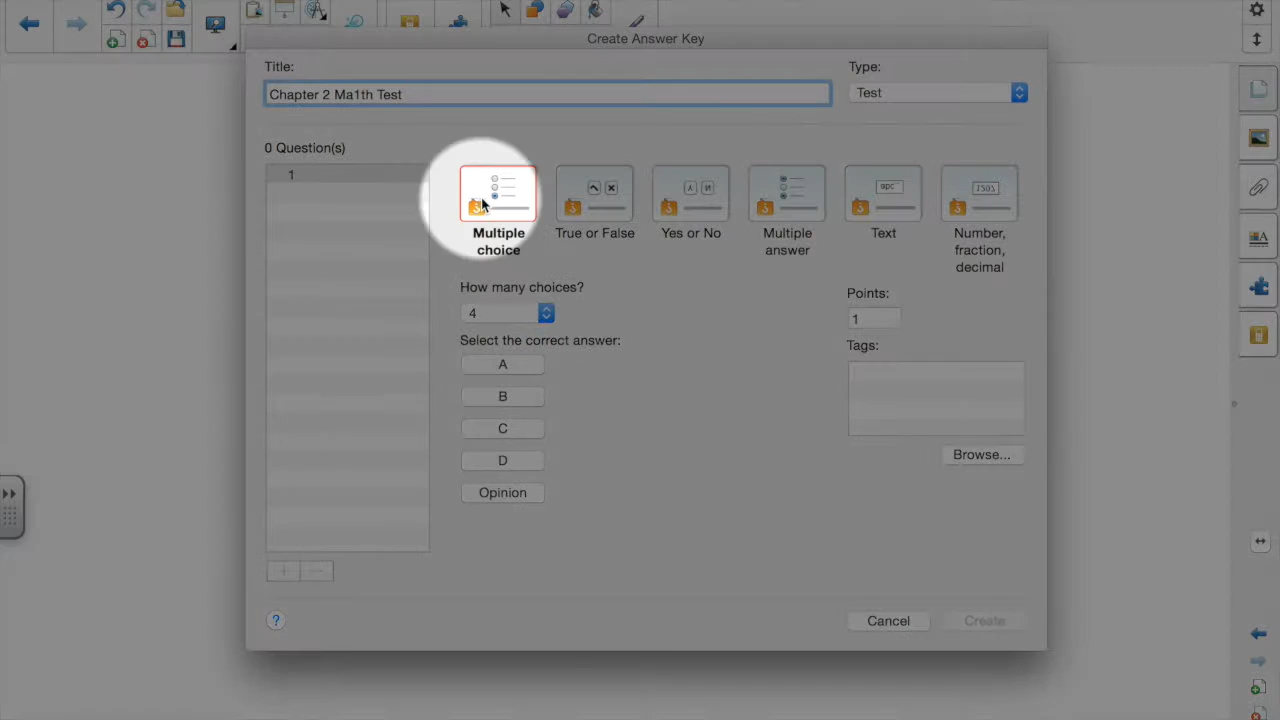 Create Answer Key
Title:
Type:
Chapter 2 Ma1th Test
Test
0 Question(s)
1
Multiple
choice
True or False
Yes or No
Multiple
answer
Text
Number,
fraction,
decimal
How many choices?
4
Points:
1
Select the correct answer:
Tags:
A
B
C
D
Browse...
Opinion
?
Cancel
Create